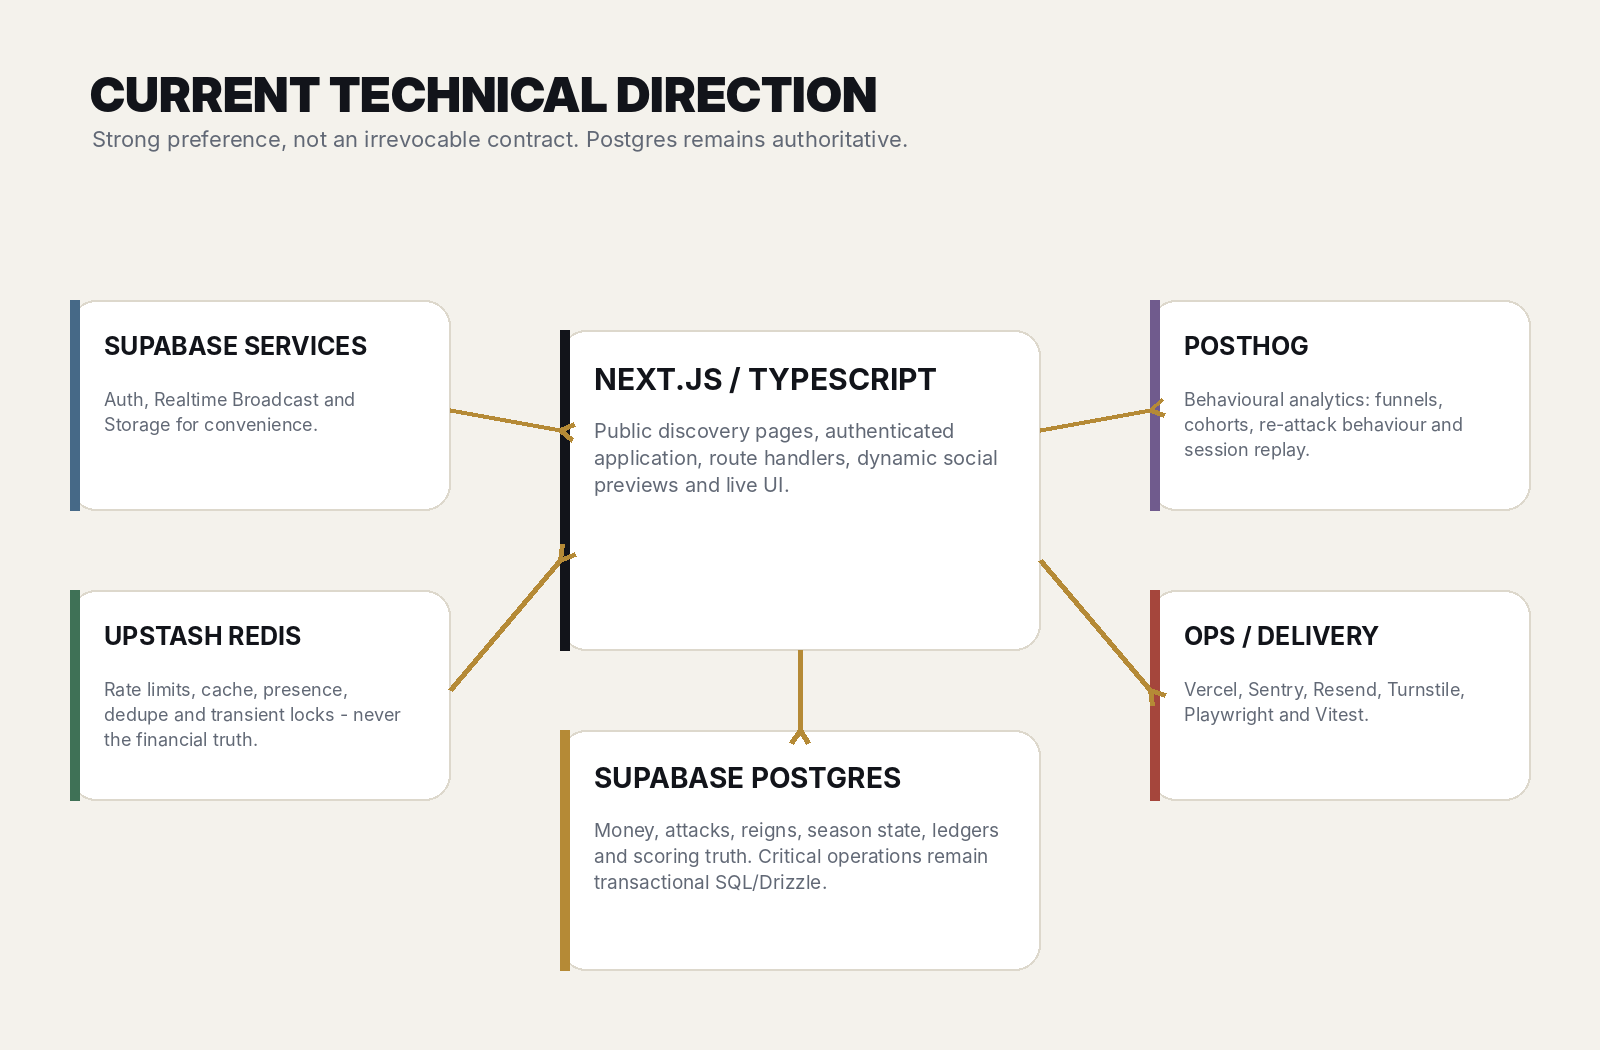 CURRENT TECHNICAL DIRECTION
Strong preference, not an irrevocable contract. Postgres remains authoritative.
SUPABASE SERVICES
Auth, Realtime Broadcast and
Storage for convenience.
NEXT.JS / TYPESCRIPT
Public discovery pages, authenticated
application, route handlers, dynamic social
previews and live UI.
POSTHOG
Behavioural analytics: funnels,
cohorts, re-attack behaviour and
session replay.
UPSTASH REDIS
Rate limits, cache, presence,
dedupe and transient locks - never
the financial truth.
OPS / DELIVERY
Vercel, Sentry, Resend, Turnstile,
Playwright and Vitest.
SUPABASE POSTGRES
Money, attacks, reigns, season state, ledgers
and scoring truth. Critical operations remain
transactional SQL/Drizzle.